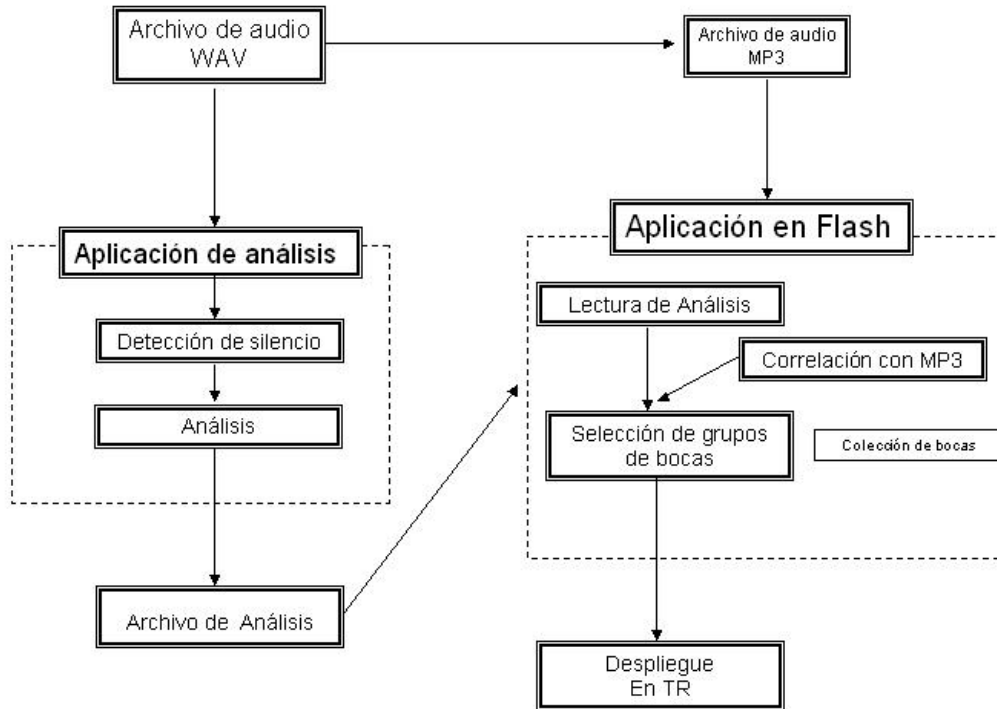 Archivo de audio
WAV
Archivo de audio
MP3
Aplicación de análisis
Detección de silencio
Análisis
Archivo de Análisis
Aplicación en Flash
Lectura de Análisis
Correlación con MP3
Selección de grupos
de bocas
Colección de bocas
Despliegue
En TR